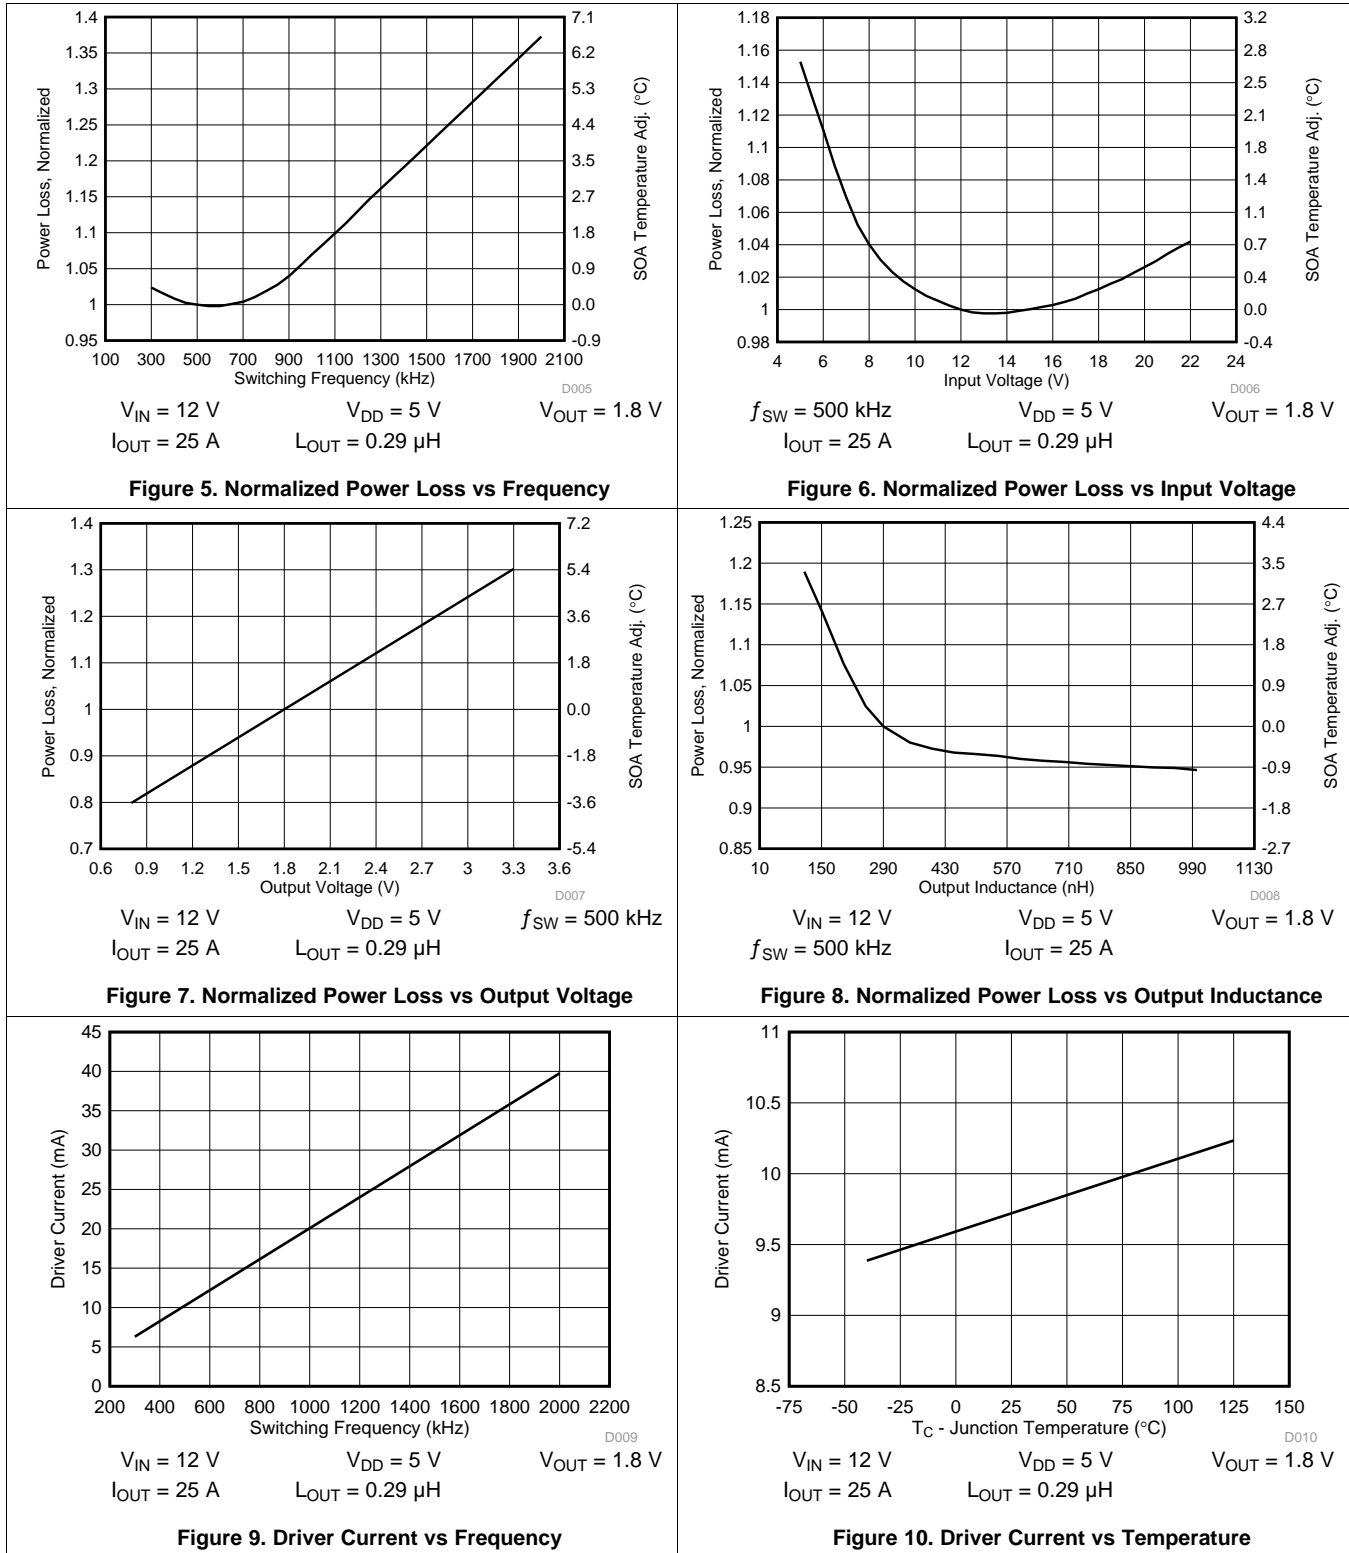 1.4
1.35
1.3
1.25
1.2
1.15
1.1
1.05
1
0.95
Power Loss, Normalized
7.1
6.2
5.3
4.4
3.5
2.7
1.8
0.9
0.0
-0.9
SOA Temperature Adj. (°C)
100 300 500 700 900 1100 1300 1500 1700 1900 2100
Switching Frequency (kHz)
D005
V_IN = 12 V V_DD = 5 V V_OUT = 1.8 V
I_OUT = 25 A L_OUT = 0.29 µH
Figure 5. Normalized Power Loss vs Frequency
1.18
1.16
1.14
1.12
1.1
1.08
1.06
1.04
1.02
1
0.98
Power Loss, Normalized
3.2
2.8
2.5
2.1
1.8
1.4
1.1
0.7
0.4
0.0
-0.4
SOA Temperature Adj. (°C)
4 6 8 10 12 14 16 18 20 22 24
Input Voltage (V)
D006
ƒ_SW = 500 kHz V_DD = 5 V V_OUT = 1.8 V
I_OUT = 25 A L_OUT = 0.29 µH
Figure 6. Normalized Power Loss vs Input Voltage
1.4
1.3
1.2
1.1
1
0.9
0.8
0.7
Power Loss, Normalized
7.2
5.4
3.6
1.8
0.0
-1.8
-3.6
-5.4
SOA Temperature Adj. (°C)
0.6 0.9 1.2 1.5 1.8 2.1 2.4 2.7 3 3.3 3.6
Output Voltage (V)
D007
V_IN = 12 V V_DD = 5 V ƒ_SW = 500 kHz
I_OUT = 25 A L_OUT = 0.29 µH
Figure 7. Normalized Power Loss vs Output Voltage
1.25
1.2
1.15
1.1
1.05
1
0.95
0.9
0.85
Power Loss, Normalized
4.4
3.5
2.7
1.8
0.9
0.0
-0.9
-1.8
-2.7
SOA Temperature Adj. (°C)
10 150 290 430 570 710 850 990 1130
Output Inductance (nH)
D008
V_IN = 12 V V_DD = 5 V V_OUT = 1.8 V
ƒ_SW = 500 kHz I_OUT = 25 A
Figure 8. Normalized Power Loss vs Output Inductance
45
40
35
30
25
20
15
10
5
0
Driver Current (mA)
200 400 600 800 1000 1200 1400 1600 1800 2000 2200
Switching Frequency (kHz)
D009
V_IN = 12 V V_DD = 5 V V_OUT = 1.8 V
I_OUT = 25 A L_OUT = 0.29 µH
Figure 9. Driver Current vs Frequency
11
10.5
10
9.5
9
8.5
Driver Current (mA)
-75 -50 -25 0 25 50 75 100 125 150
T_C - Junction Temperature (°C)
D010
V_IN = 12 V V_DD = 5 V V_OUT = 1.8 V
I_OUT = 25 A L_OUT = 0.29 µH
Figure 10. Driver Current vs Temperature